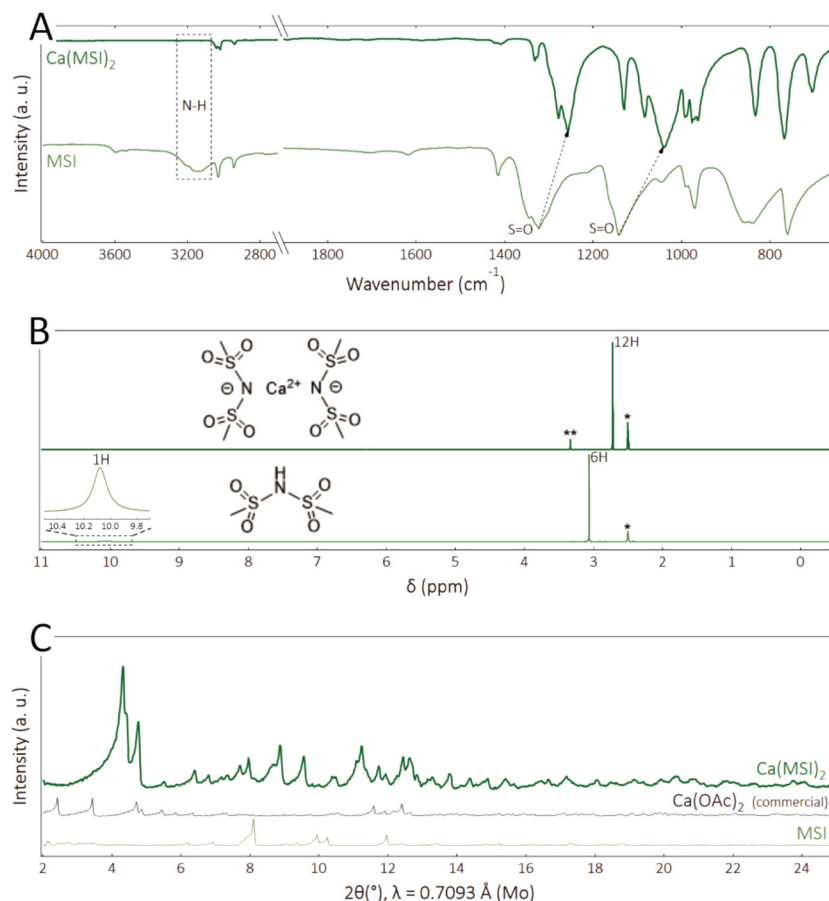 A
Ca(MSI)₂
N-H
MSI
S=O
S=O
Intensity (a. u.)
4000 3600 3200 2800 1800 1600 1400 1200 1000 800
Wavenumber (cm⁻¹)
B
O O O O
S S
⊖ N Ca²⁺ N ⊖
S S
O O O O
12H
**
*
1H
10.4 10.2 10.0 9.8
H
O N O
S S
O O
6H
*
11 10 9 8 7 6 5 4 3 2 1 0
δ (ppm)
C
Intensity (a. u.)
Ca(MSI)₂
Ca(OAc)₂ (commercial)
MSI
2 4 6 8 10 12 14 16 18 20 22 24
2θ(°), λ = 0.7093 Å (Mo)